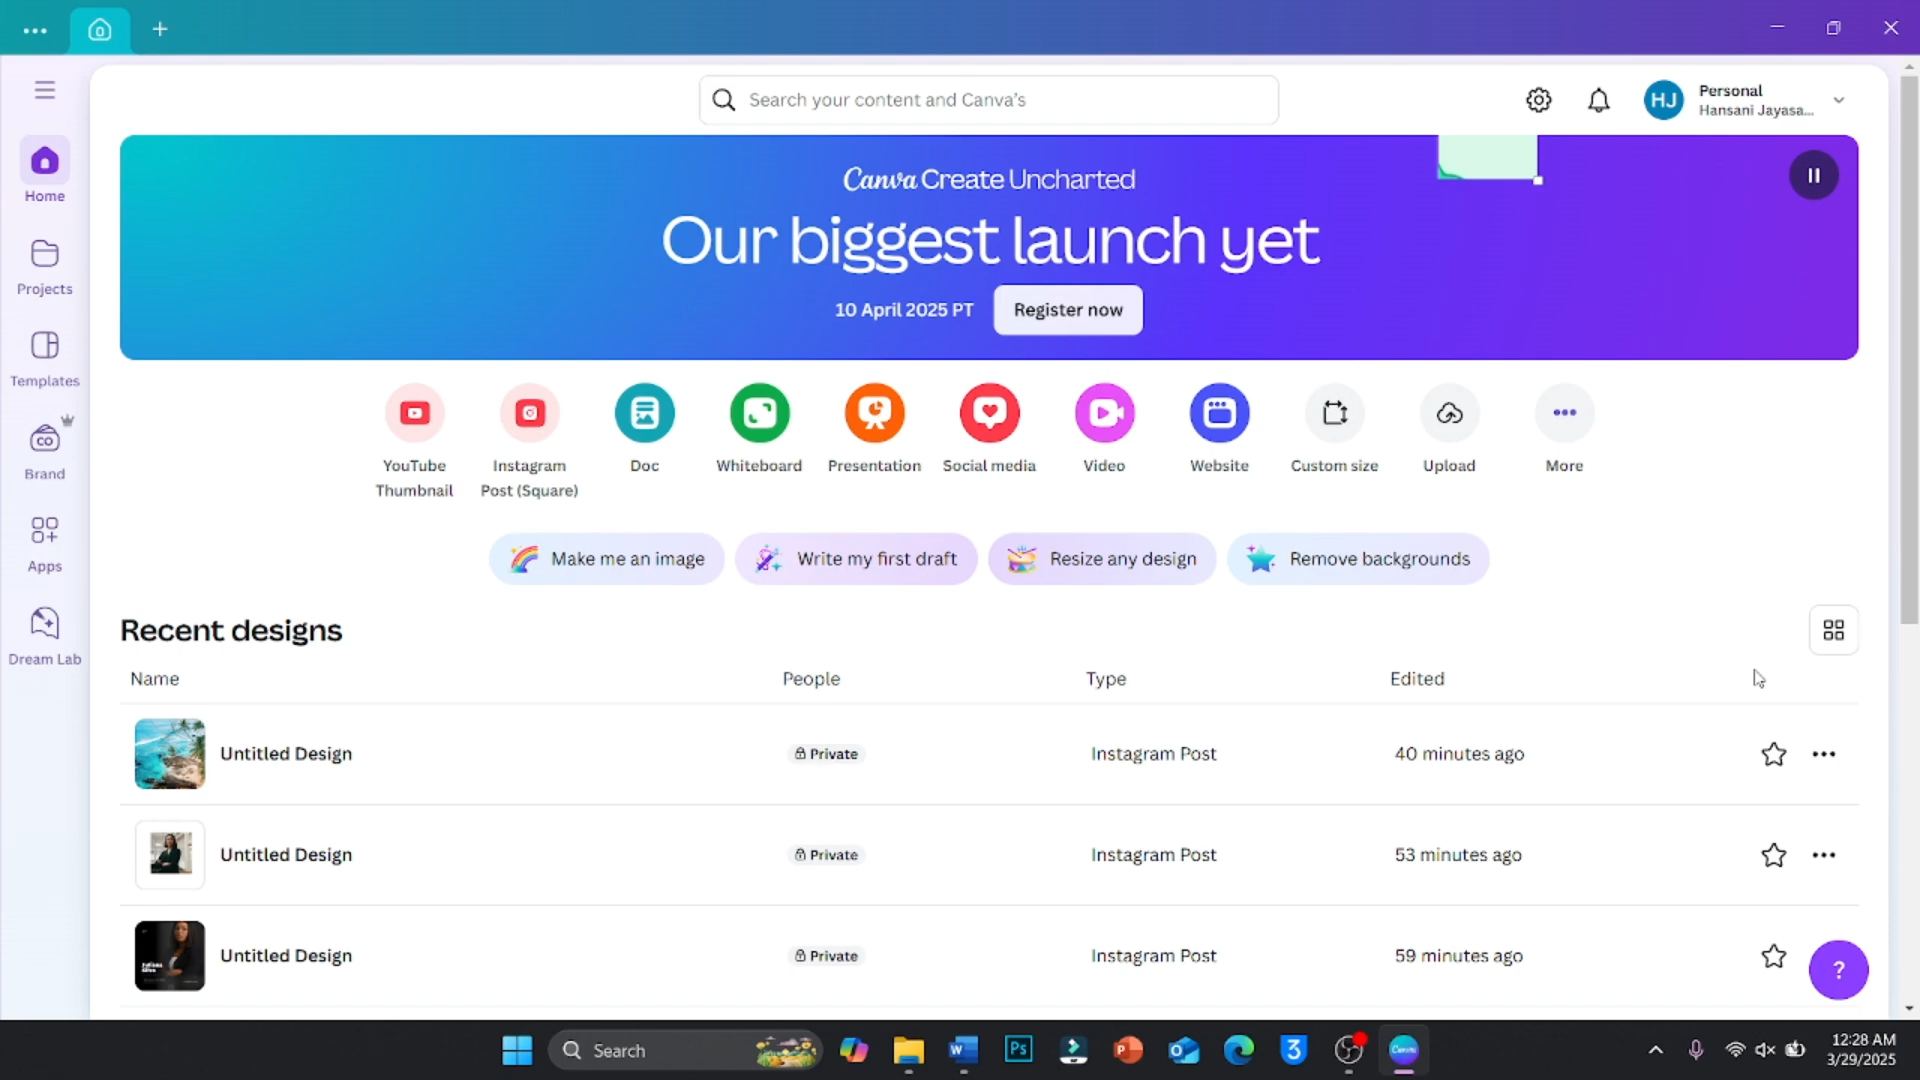 Search your content and Canva's
HJ
Personal
Hansani Jayasa...
Canva Create Uncharted
Our biggest launch yet
10 April 2025 PT
Register now
Home
Projects
Templates
CO
Brand
Apps
Dream Lab
YouTube
Thumbnail
Instagram
Post (Square)
Doc
Whiteboard
Presentation
Social media
Video
Website
Custom size
Upload
More
Make me an image
Write my first draft
Resize any design
Remove backgrounds
Recent designs
Name
People
Type
Edited
Untitled Design
Private
Instagram Post
40 minutes ago
Untitled Design
Private
Instagram Post
53 minutes ago
Untitled Design
Private
Instagram Post
59 minutes ago
?
Search
W
Ps
P
O
3
Canva
12:28 AM
3/29/2025